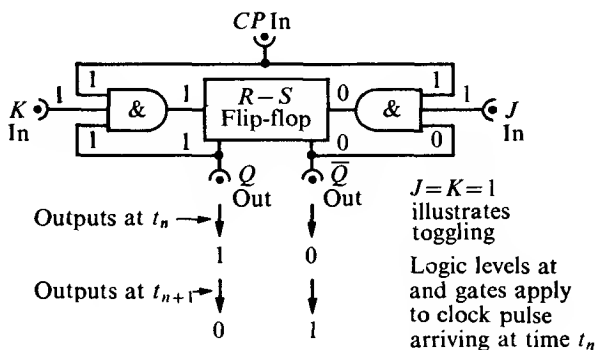 CP In
1 1
K 1 & 1 R–S Flip-flop 0 & 1 J
In In
1 1 0 0
Q Q̅
Out Out
J=K=1
illustrates
toggling
Outputs at tₙ
1 0
Logic levels at
and gates apply
to clock pulse
arriving at time tₙ
Outputs at tₙ₊₁
0 1